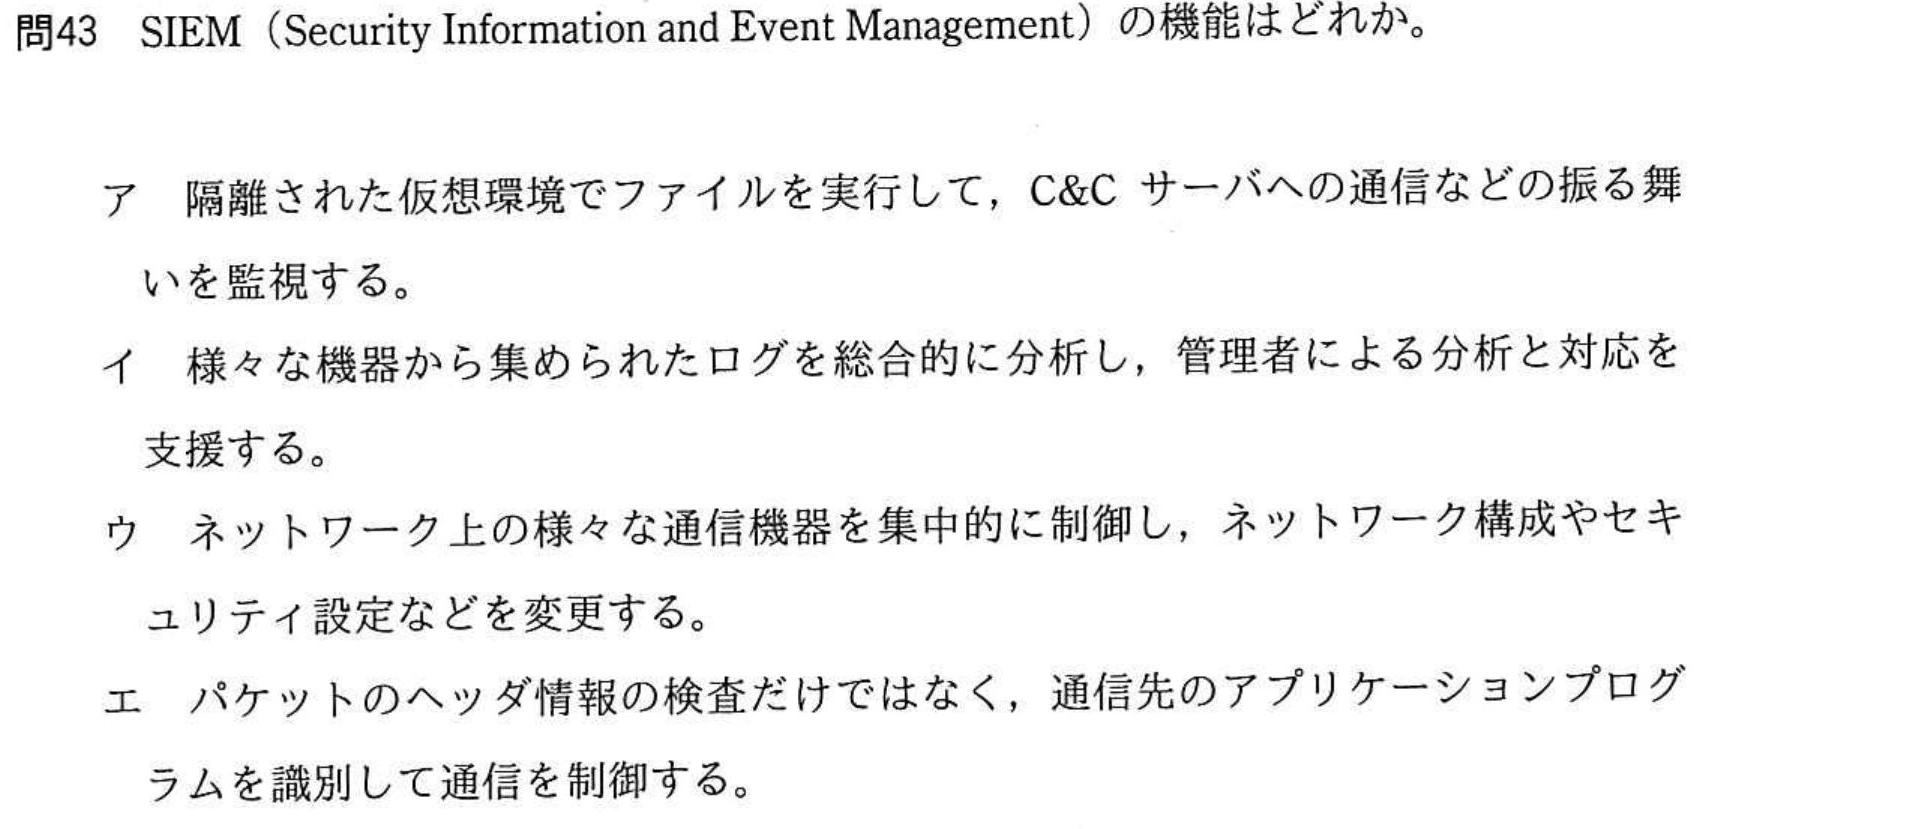 問43 SIEM（Security Information and Event Management）の機能はどれか。
ア 隔離された仮想環境でファイルを実行して，C&C サーバへの通信などの振る舞
いを監視する。
イ 様々な機器から集められたログを総合的に分析し，管理者による分析と対応を
支援する。
ウ ネットワーク上の様々な通信機器を集中的に制御し，ネットワーク構成やセキ
ュリティ設定などを変更する。
エ パケットのヘッダ情報の検査だけではなく，通信先のアプリケーションプログ
ラムを識別して通信を制御する。